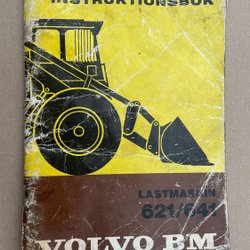 INSTRUKTIONSBOK
LASTMASKIN
621/641
VOLVO BM